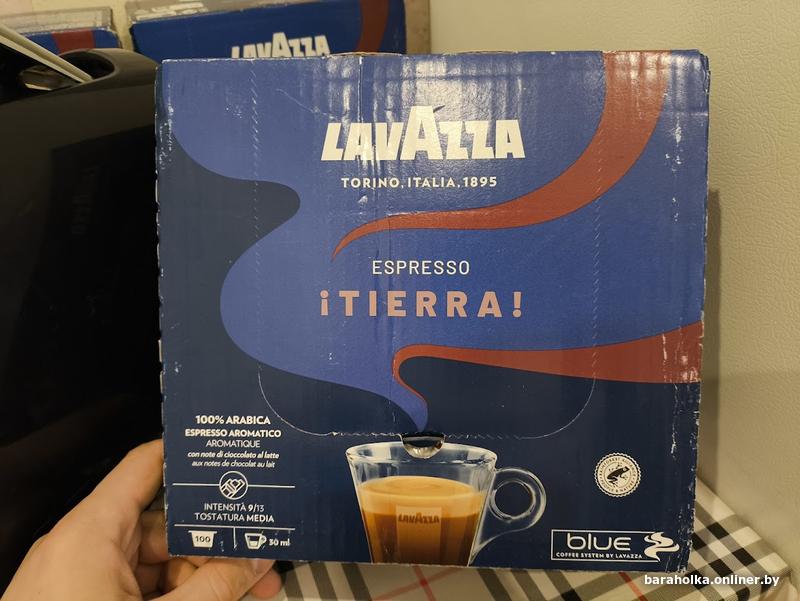 LAVAZZA
LAVAZZA
TORINO, ITALIA, 1895
ESPRESSO
¡TIERRA!
100% ARABICA
ESPRESSO AROMATICO
AROMATIQUE
con note di cioccolato al latte
aux notes de chocolat au lait
INTENSITÀ 9/13
TOSTATURA MEDIA
100
30 ml
LAVAZZA
blue
COFFEE SYSTEM BY LAVAZZA
baraholka.onliner.by